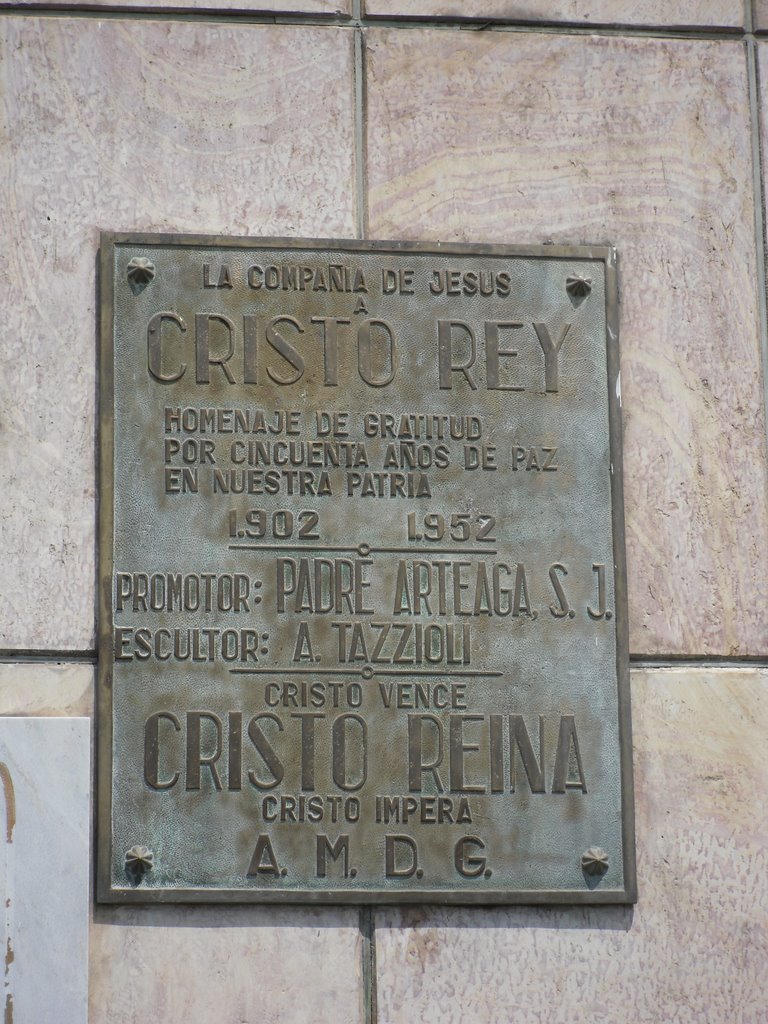 LA COMPAÑIA DE JESUS
A
CRISTO REY
HOMENAJE DE GRATITUD
POR CINCUENTA AÑOS DE PAZ
EN NUESTRA PATRIA
1.902 1.952
PROMOTOR: PADRE ARTEAGA, S. J.
ESCULTOR: A. TAZZIOLI
CRISTO VENCE
CRISTO REINA
CRISTO IMPERA
A. M. D. G.